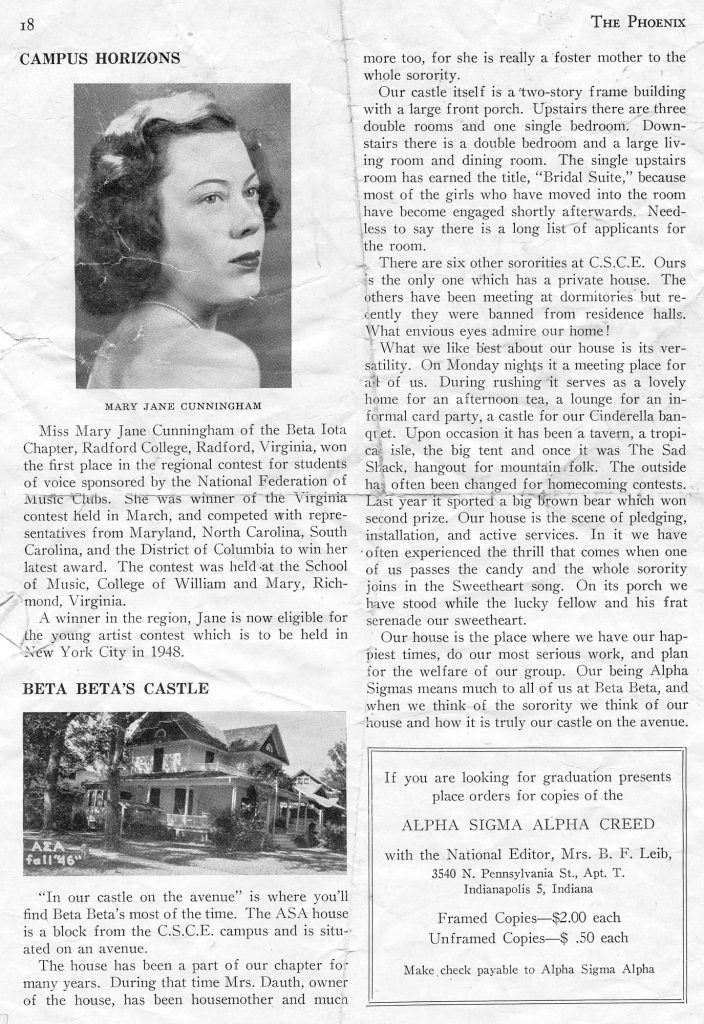 18
THE PHOENIX
CAMPUS HORIZONS
MARY JANE CUNNINGHAM
Miss Mary Jane Cunningham of the Beta Iota
Chapter, Radford College, Radford, Virginia, won
the first place in the regional contest for students
of voice sponsored by the National Federation of
Music Clubs. She was winner of the Virginia
contest held in March, and competed with repre-
sentatives from Maryland, North Carolina, South
Carolina, and the District of Columbia to win her
latest award. The contest was held at the School
of Music, College of William and Mary, Rich-
mond, Virginia.
A winner in the region, Jane is now eligible for
the young artist contest which is to be held in
New York City in 1948.
BETA BETA'S CASTLE
ΑΣΑ
fall "46"
"In our castle on the avenue" is where you'll
find Beta Beta's most of the time. The ASA house
is a block from the C.S.C.E. campus and is situ-
ated on an avenue.
The house has been a part of our chapter for
many years. During that time Mrs. Dauth, owner
of the house, has been housemother and much
more too, for she is really a foster mother to the
whole sorority.
Our castle itself is a two-story frame building
with a large front porch. Upstairs there are three
double rooms and one single bedroom. Down-
stairs there is a double bedroom and a large liv-
ing room and dining room. The single upstairs
room has earned the title, "Bridal Suite," because
most of the girls who have moved into the room
have become engaged shortly afterwards. Need-
less to say there is a long list of applicants for
the room.
There are six other sororities at C.S.C.E. Ours
is the only one which has a private house. The
others have been meeting at dormitories but re-
cently they were banned from residence halls.
What envious eyes admire our home!
What we like best about our house is its ver-
satility. On Monday nights it a meeting place for
all of us. During rushing it serves as a lovely
home for an afternoon tea, a lounge for an in-
formal card party, a castle for our Cinderella ban-
quet. Upon occasion it has been a tavern, a tropi-
cal isle, the big tent and once it was The Sad
Shack, hangout for mountain folk. The outside
has often been changed for homecoming contests.
Last year it sported a big brown bear which won
second prize. Our house is the scene of pledging,
installation, and active services. In it we have
often experienced the thrill that comes when one
of us passes the candy and the whole sorority
joins in the Sweetheart song. On its porch we
have stood while the lucky fellow and his frat
serenade our sweetheart.
Our house is the place where we have our hap-
piest times, do our most serious work, and plan
for the welfare of our group. Our being Alpha
Sigmas means much to all of us at Beta Beta, and
when we think of the sorority we think of our
house and how it is truly our castle on the avenue.
If you are looking for graduation presents
place orders for copies of the
ALPHA SIGMA ALPHA CREED
with the National Editor, Mrs. B. F. Leib,
3540 N. Pennsylvania St., Apt. T.
Indianapolis 5, Indiana
Framed Copies—$2.00 each
Unframed Copies—$ .50 each
Make check payable to Alpha Sigma Alpha